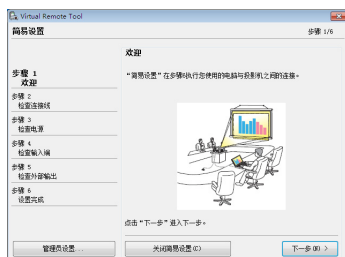 Virtual Remote Tool
简易设置
步骤 1/6
步骤 1
欢迎
步骤 2
检查连接线
步骤 3
检查电源
步骤 4
检查输入端
步骤 5
检查外部输出
步骤 6
设置完成
欢迎
“简易设置”在步骤6执行您使用的电脑与投影机之间的连接。
点击“下一步”进入下一步。
管理员设置...
关闭简易设置(C)
下一步(N) >